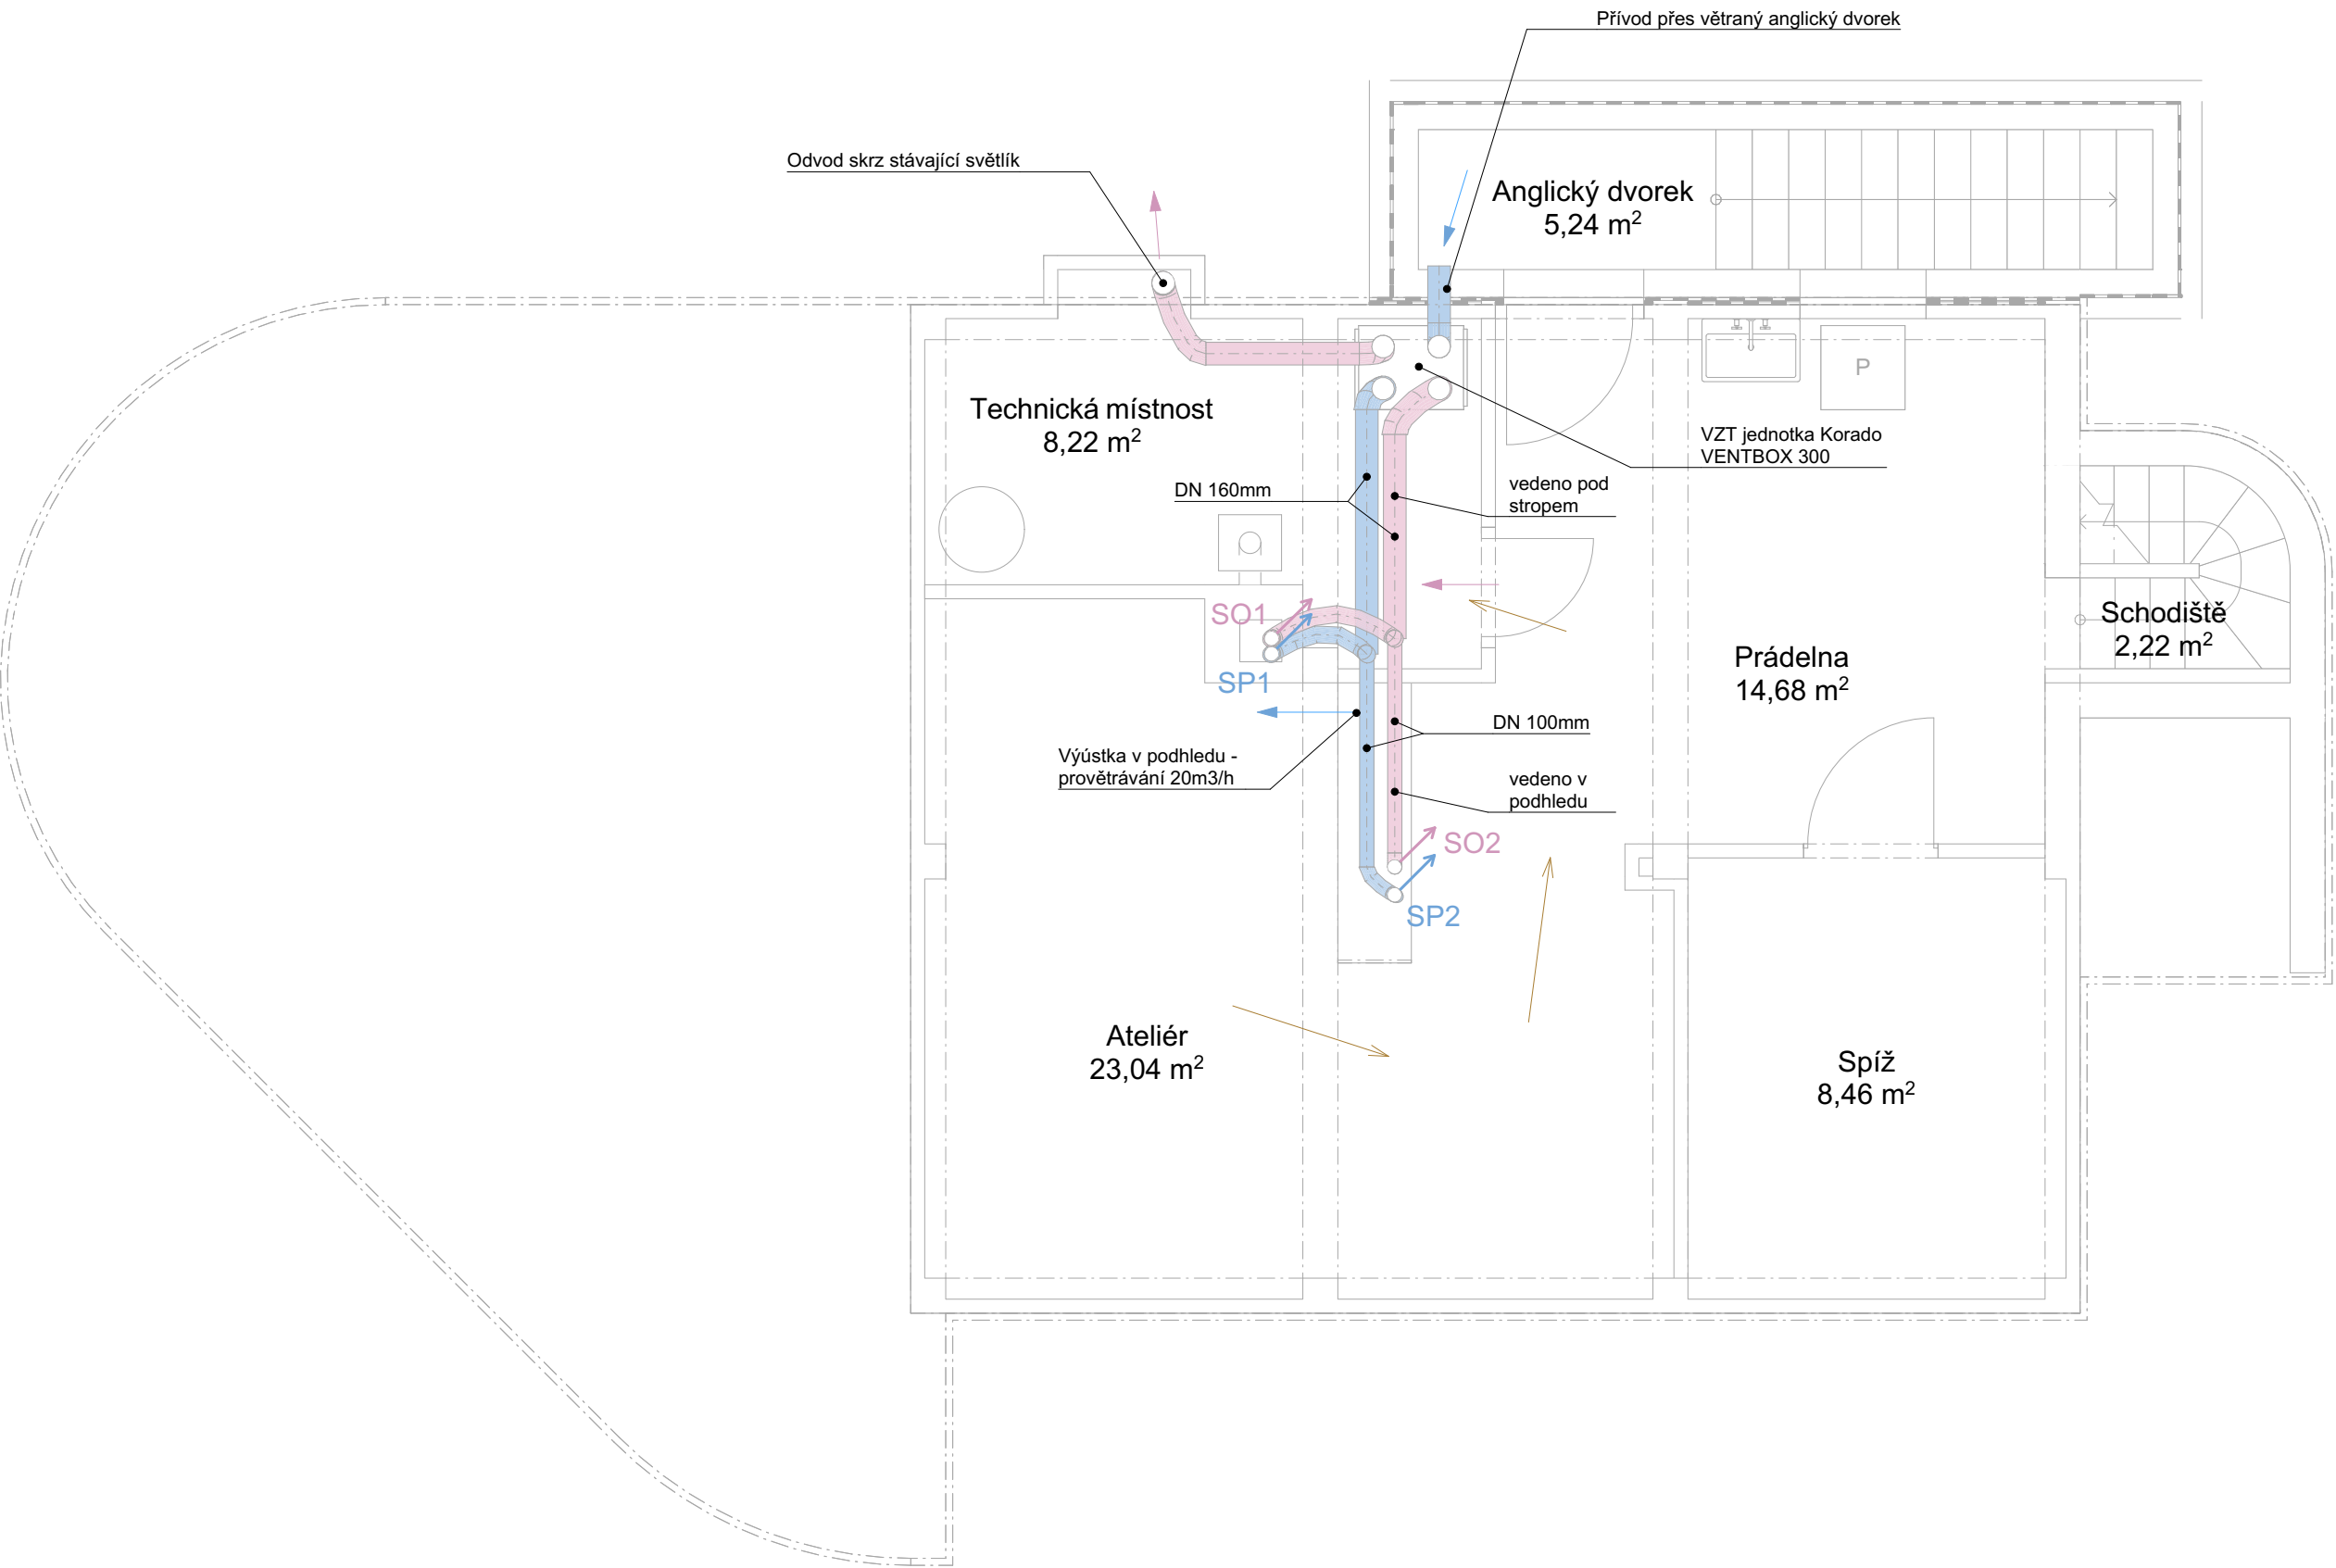 Přívod přes větraný anglický dvorek
Odvod skrz stávající světlík
Anglický dvorek
5,24 m²
P
Technická místnost
8,22 m²
VZT jednotka Korado
VENTBOX 300
DN 160mm
vedeno pod
stropem
SO1
Schodiště
2,22 m²
Prádelna
14,68 m²
SP1
DN 100mm
Výústka v podhledu -
provětrávání 20m3/h
vedeno v
podhledu
SO2
SP2
Ateliér
23,04 m²
Spíž
8,46 m²